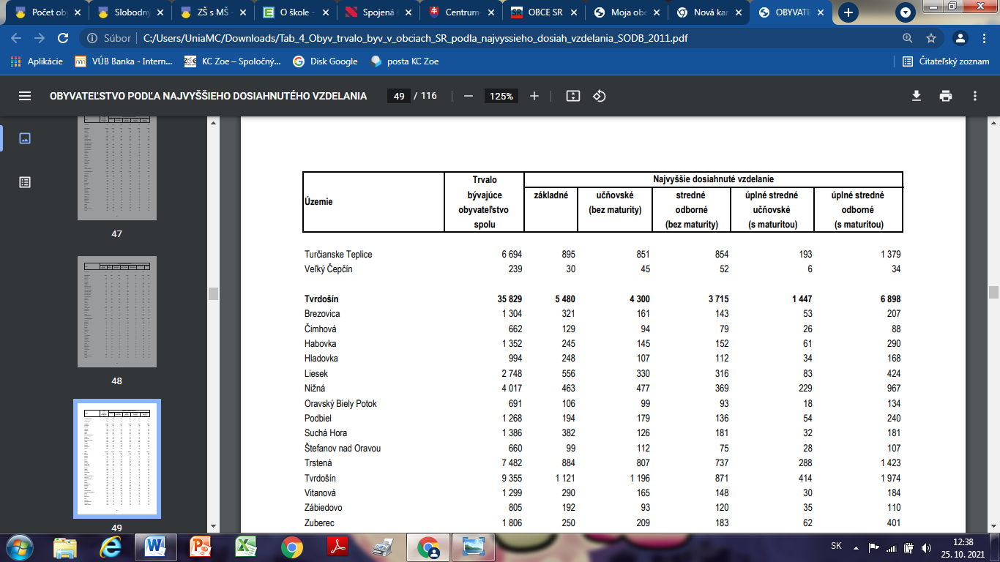 Počet ob
Slobodný
ZŠ s MŠ
O škole -
Spojená
Centrum-
OBCE SR
Moja obe
Nová kar
OBYVATE
Súbor C:/Users/UniaMC/Downloads/Tab_4_Obyv_trvalo_byv_v_obciach_SR_podla_najvyssieho_dosiah_vzdelania_SODB_2011.pdf
Aplikácie VÚB Banka - Intern... KC Zoe – Spoločný... Disk Google posta KC Zoe Čitateľský zoznam
OBYVATEĽSTVO PODĽA NAJVYŠŠIEHO DOSIAHNUTÉHO VZDELANIA 49 / 116 125%
47
48
49
Územie
Trvalo
bývajúce
obyvateľstvo
spolu
Najvyššie dosiahnuté vzdelanie
základné
učňovské
(bez maturity)
stredné
odborné
(bez maturity)
úplné stredné
učňovské
(s maturitou)
úplné stredné
odborné
(s maturitou)
Turčianske Teplice 6 694 895 851 854 193 1 379
Veľký Čepčín 239 30 45 52 6 34
Tvrdošín 35 829 5 480 4 300 3 715 1 447 6 898
Brezovica 1 304 321 161 143 53 207
Čimhová 662 129 94 79 26 88
Habovka 1 352 245 145 152 61 290
Hladovka 994 248 107 112 34 168
Liesek 2 748 556 330 316 83 424
Nižná 4 017 463 477 369 229 967
Oravský Biely Potok 691 106 99 93 18 134
Podbiel 1 268 194 179 136 54 240
Suchá Hora 1 386 382 126 181 32 181
Štefanov nad Oravou 660 99 112 75 28 107
Trstená 7 482 884 807 737 288 1 423
Tvrdošín 9 355 1 121 1 196 871 414 1 974
Vitanová 1 299 290 165 148 30 184
Zábiedovo 805 192 93 120 35 110
Zuberec 1 806 250 209 183 62 401
SK 12:38
25. 10. 2021